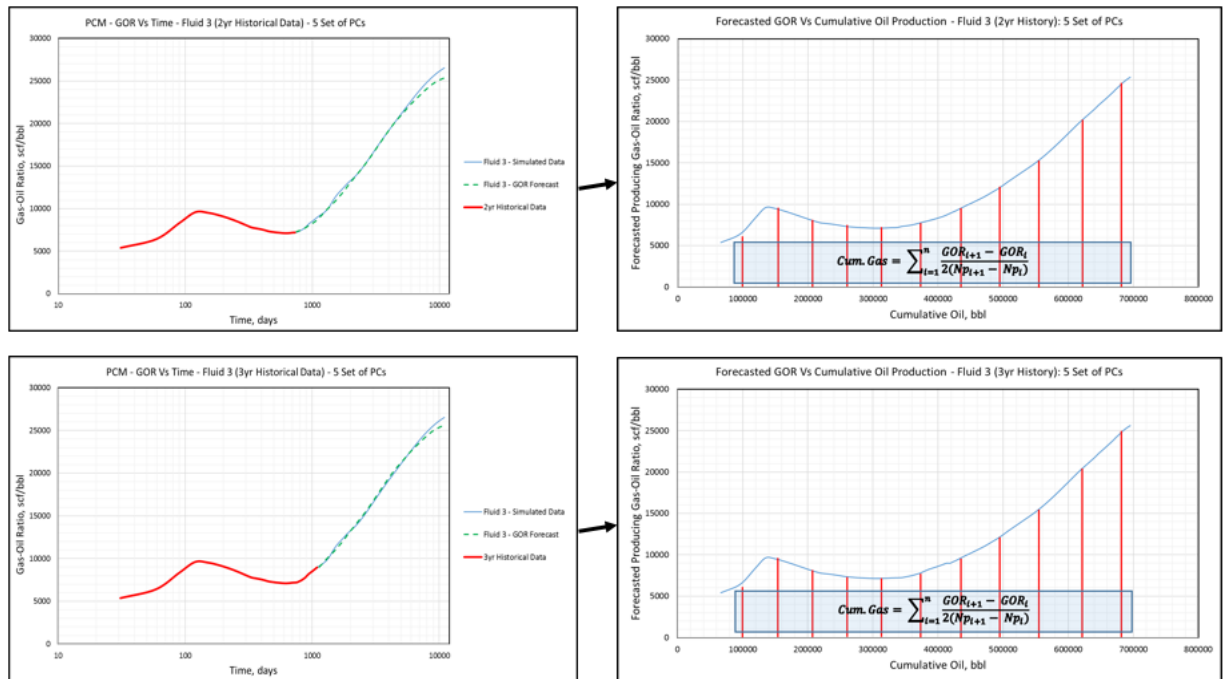 PCM - GOR Vs Time - Fluid 3 (2yr Historical Data) - 5 Set of PCs
Gas-Oil Ratio, scf/bbl
30000
25000
20000
15000
10000
5000
0
10
100
1000
10000
Time, days
Fluid 3 - Simulated Data
Fluid 3 - GOR Forecast
2yr Historical Data
Forecasted GOR Vs Cumulative Oil Production - Fluid 3 (2yr History): 5 Set of PCs
Forecasted Producing Gas-Oil Ratio, scf/bbl
30000
25000
20000
15000
10000
5000
0
Cum. Gas = ∑ⁿᵢ₌₁ (GORᵢ₊₁ − GORᵢ) / 2(Npᵢ₊₁ − Npᵢ)
0
100000
200000
300000
400000
500000
600000
700000
800000
Cumulative Oil, bbl
PCM - GOR Vs Time - Fluid 3 (3yr Historical Data) - 5 Set of PCs
Gas-Oil Ratio, scf/bbl
30000
25000
20000
15000
10000
5000
0
10
100
1000
10000
Time, days
Fluid 3 - Simulated Data
Fluid 3 - GOR Forecast
3yr Historical Data
Forecasted GOR Vs Cumulative Oil Production - Fluid 3 (3yr History): 5 Set of PCs
Forecasted Producing Gas-Oil Ratio, scf/bbl
30000
25000
20000
15000
10000
5000
0
Cum. Gas = ∑ⁿᵢ₌₁ (GORᵢ₊₁ − GORᵢ) / 2(Npᵢ₊₁ − Npᵢ)
0
100000
200000
300000
400000
500000
600000
700000
800000
Cumulative Oil, bbl